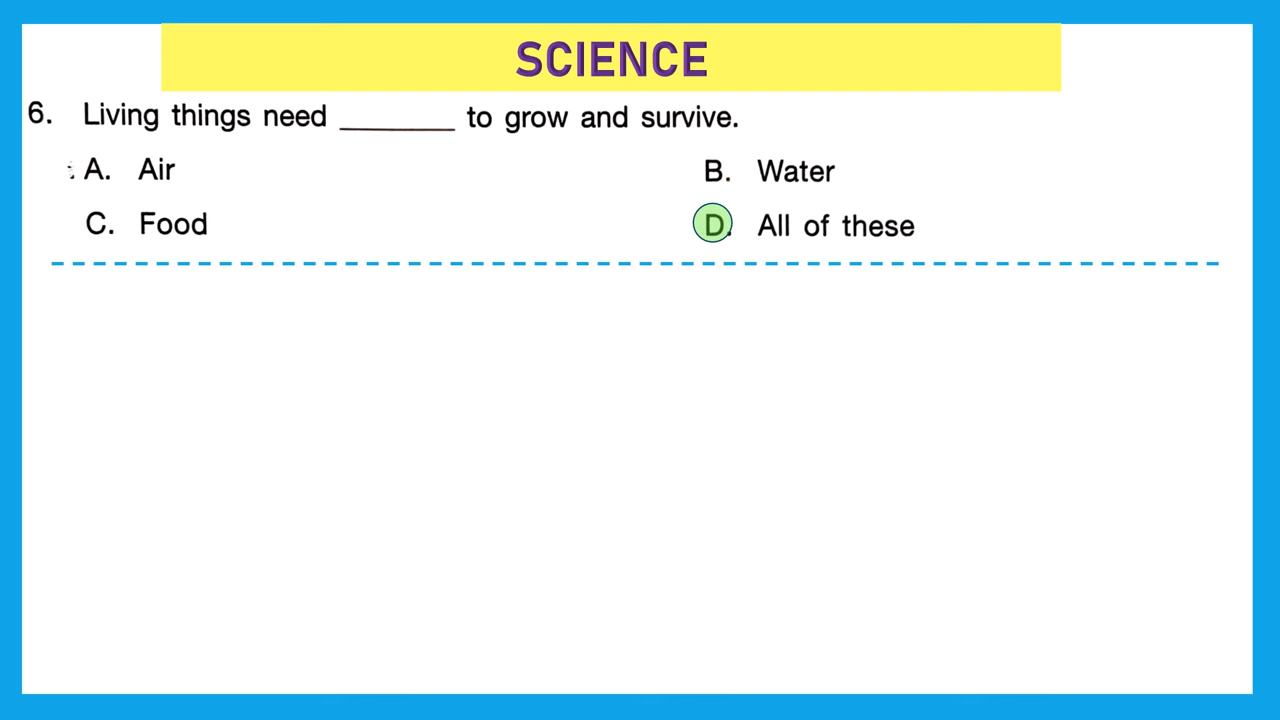 SCIENCE
6. Living things need ________ to grow and survive.
A. Air B. Water
C. Food D. All of these